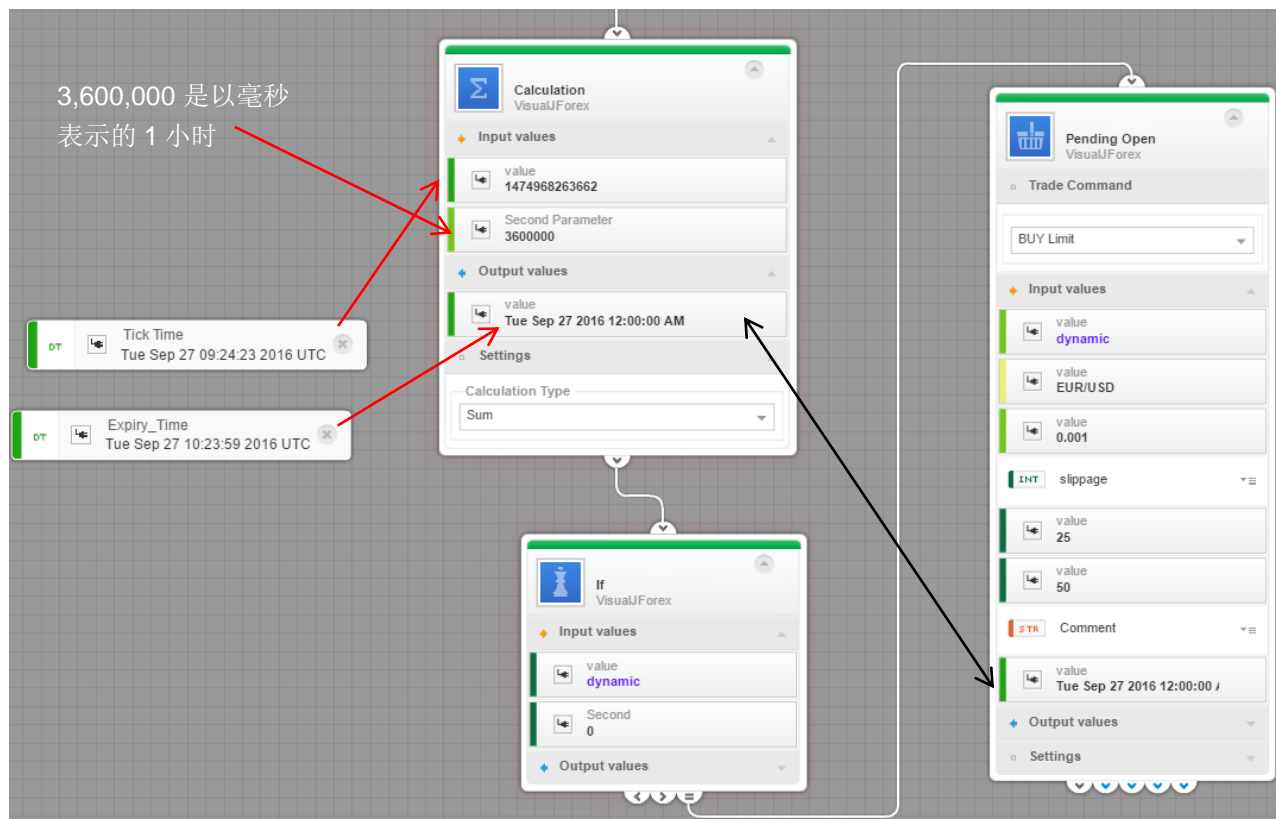 3,600,000 是以毫秒
表示的 1 小时
Tick Time
DT
Tue Sep 27 09:24:23 2016 UTC
Expiry_Time
DT
Tue Sep 27 10:23:59 2016 UTC
Σ
Calculation
VisualJForex
Input values
value
1474968263662
Second Parameter
3600000
Output values
value
Tue Sep 27 2016 12:00:00 AM
Settings
Calculation Type
Sum
If
VisualJForex
Input values
value
dynamic
Second
0
Output values
Pending Open
VisualJForex
Trade Command
BUY Limit
Input values
value
dynamic
value
EUR/USD
value
0.001
INT slippage
value
25
value
50
STR Comment
value
Tue Sep 27 2016 12:00:00
Output values
Settings